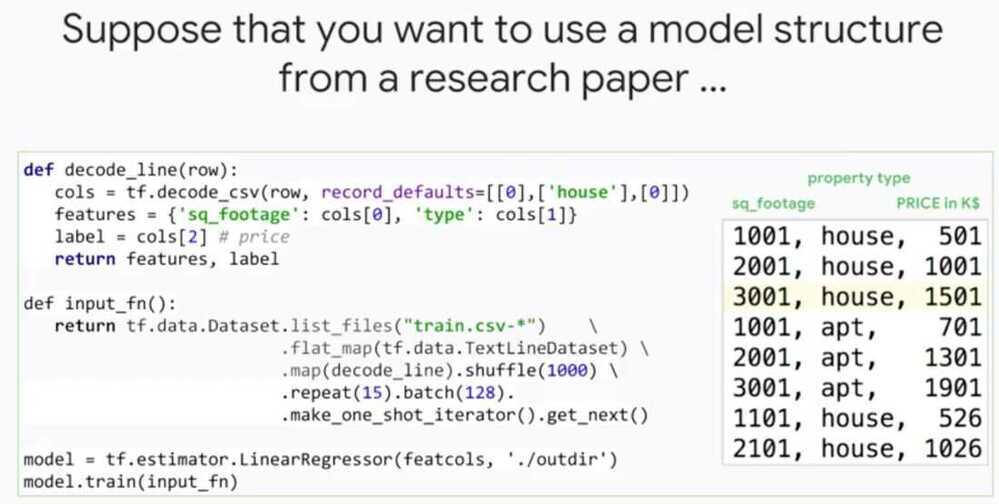 Suppose that you want to use a model structure
from a research paper ...
def decode_line(row):
cols = tf.decode_csv(row, record_defaults=[[0],['house'],[0]])
features = {'sq_footage': cols[0], 'type': cols[1]}
label = cols[2] # price
return features, label
def input_fn():
return tf.data.Dataset.list_files("train.csv-*") \
.flat_map(tf.data.TextLineDataset) \
.map(decode_line).shuffle(1000) \
.repeat(15).batch(128).
.make_one_shot_iterator().get_next()
model = tf.estimator.LinearRegressor(featcols, './outdir')
model.train(input_fn)
property type
sq_footage PRICE in K$
1001, house, 501
2001, house, 1001
3001, house, 1501
1001, apt, 701
2001, apt, 1301
3001, apt, 1901
1101, house, 526
2101, house, 1026